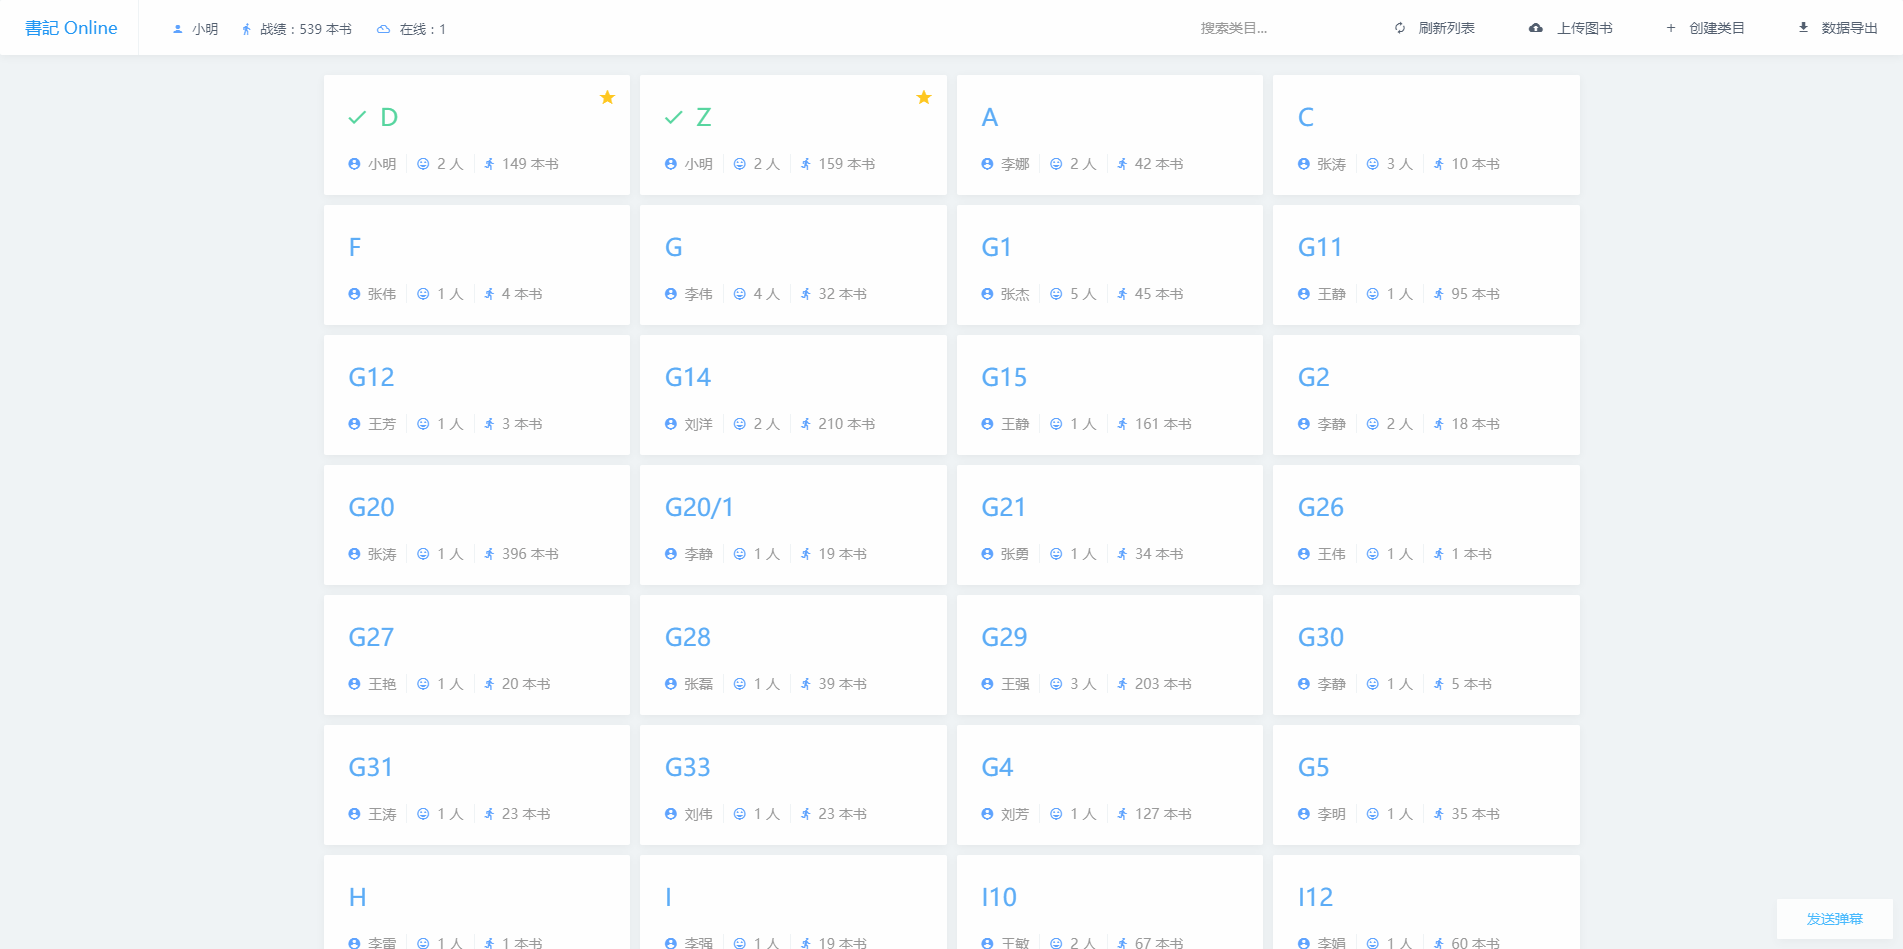 書記 Online 小明 战绩：539 本书 在线：1 搜索类目... 刷新列表 上传图书 创建类目 数据导出
D Z A C
小明 2 人 149 本书 小明 2 人 159 本书 李娜 2 人 42 本书 张涛 3 人 10 本书
F G G1 G11
张伟 1 人 4 本书 李伟 4 人 32 本书 张杰 5 人 45 本书 王静 1 人 95 本书
G12 G14 G15 G2
王芳 1 人 3 本书 刘洋 2 人 210 本书 王静 1 人 161 本书 李静 2 人 18 本书
G20 G20/1 G21 G26
张涛 1 人 396 本书 李静 1 人 19 本书 张勇 1 人 34 本书 王伟 1 人 1 本书
G27 G28 G29 G30
王艳 1 人 20 本书 张磊 1 人 39 本书 王强 3 人 203 本书 李静 1 人 5 本书
G31 G33 G4 G5
王涛 1 人 23 本书 刘伟 1 人 23 本书 刘芳 1 人 127 本书 李明 1 人 35 本书
H I I10 I12
发送弹幕
李雷 1 人 1 本书 李强 1 人 19 本书 王敏 2 人 67 本书 李娟 1 人 60 本书